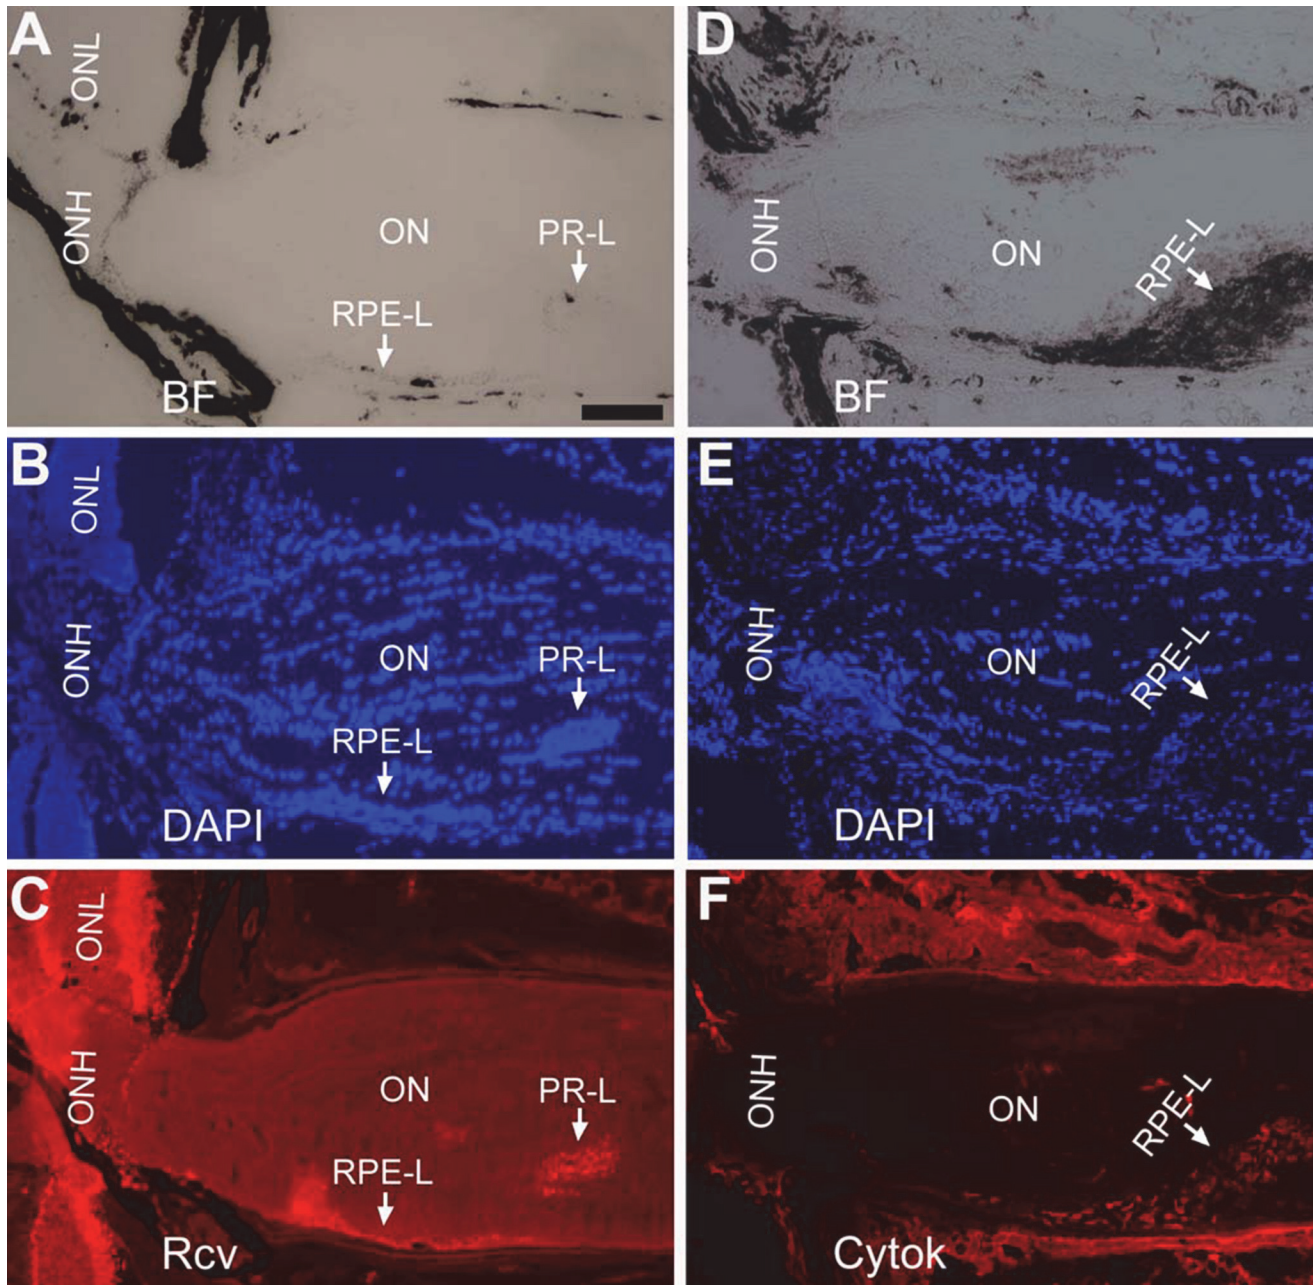 A
ONL
ONH
ON
PR-L
RPE-L
BF
D
ONH
ON
RPE-L
BF
B
ONL
ONH
ON
PR-L
RPE-L
DAPI
E
ONH
ON
RPE-L
DAPI
C
ONL
ONH
ON
PR-L
RPE-L
Rcv
F
ONH
ON
RPE-L
Cytok